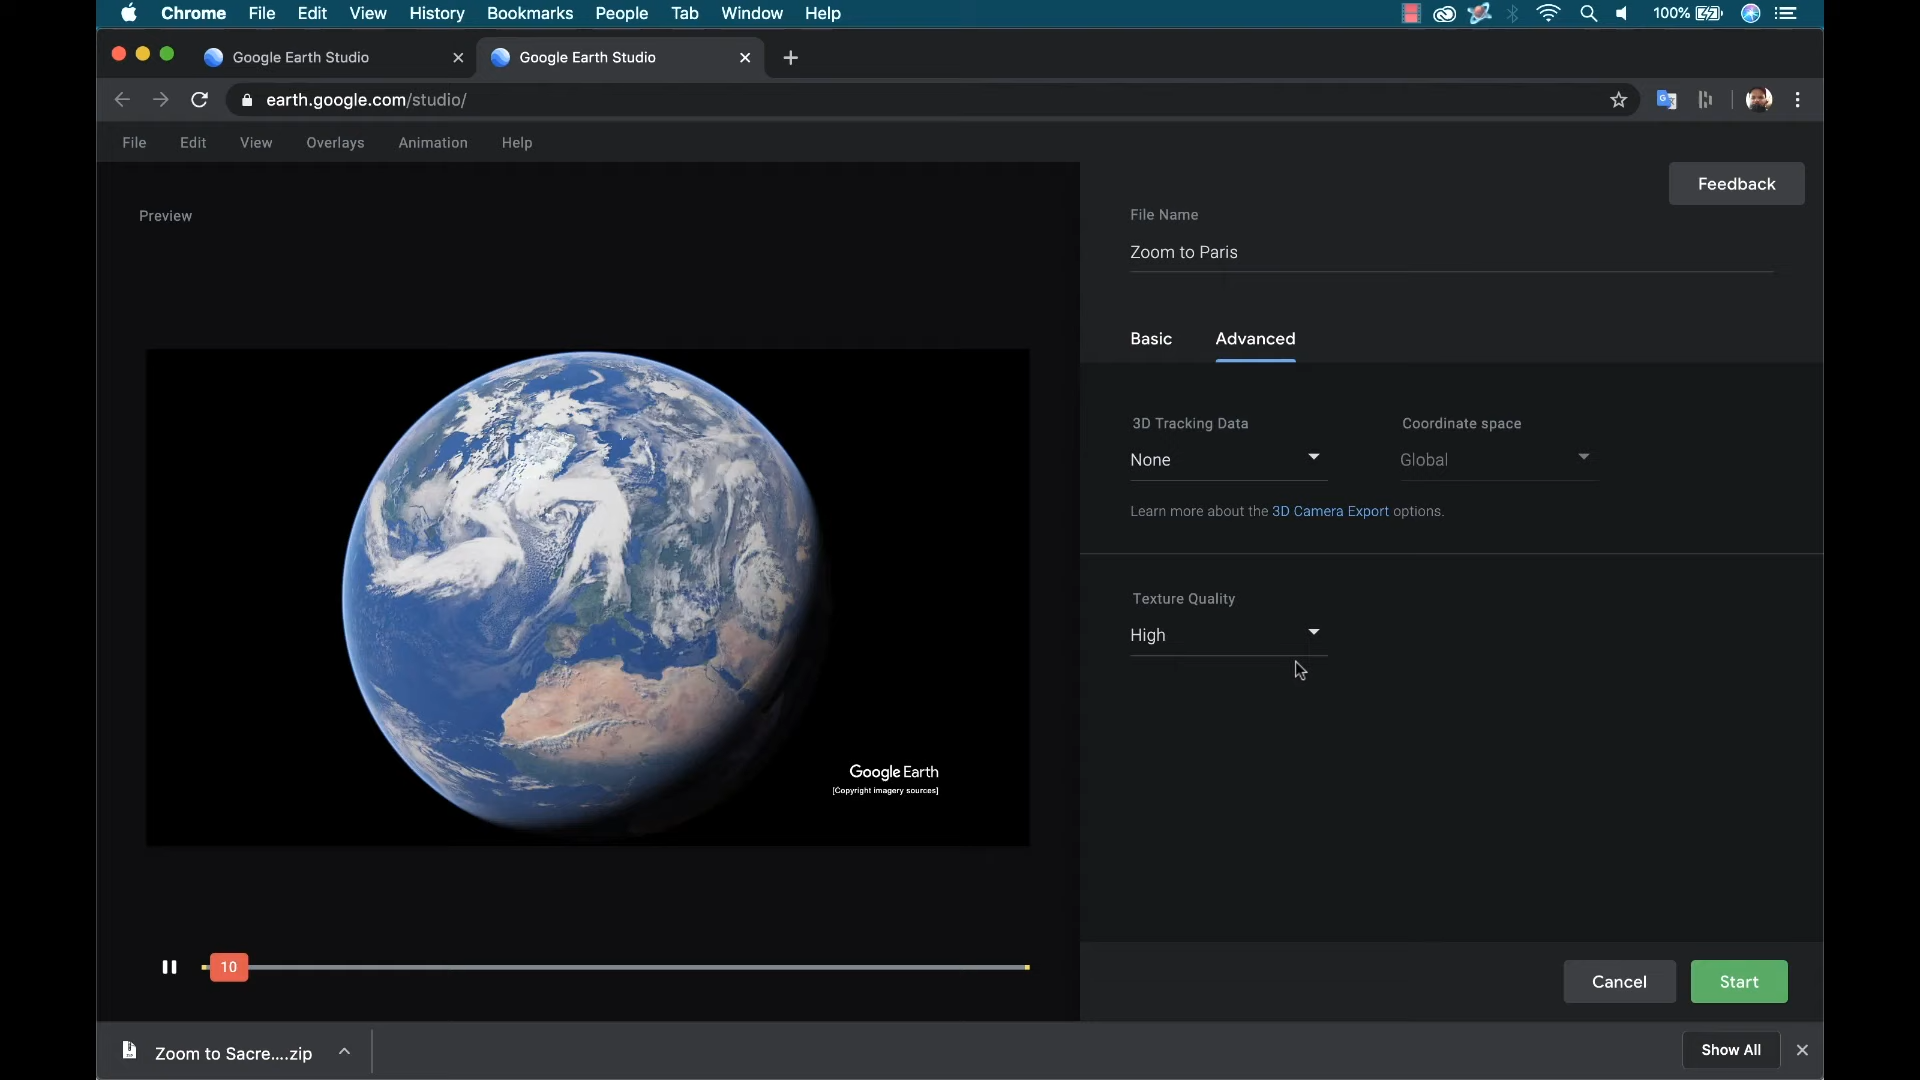 Chrome File Edit View History Bookmarks People Tab Window Help 100%
Google Earth Studio Google Earth Studio
earth.google.com/studio/
File Edit View Overlays Animation Help
Feedback
Preview
File Name
Zoom to Paris
Basic Advanced
3D Tracking Data Coordinate space
None Global
Learn more about the 3D Camera Export options.
Texture Quality
High
Google Earth
[Copyright imagery sources]
10
Cancel Start
Zoom to Sacre....zip Show All